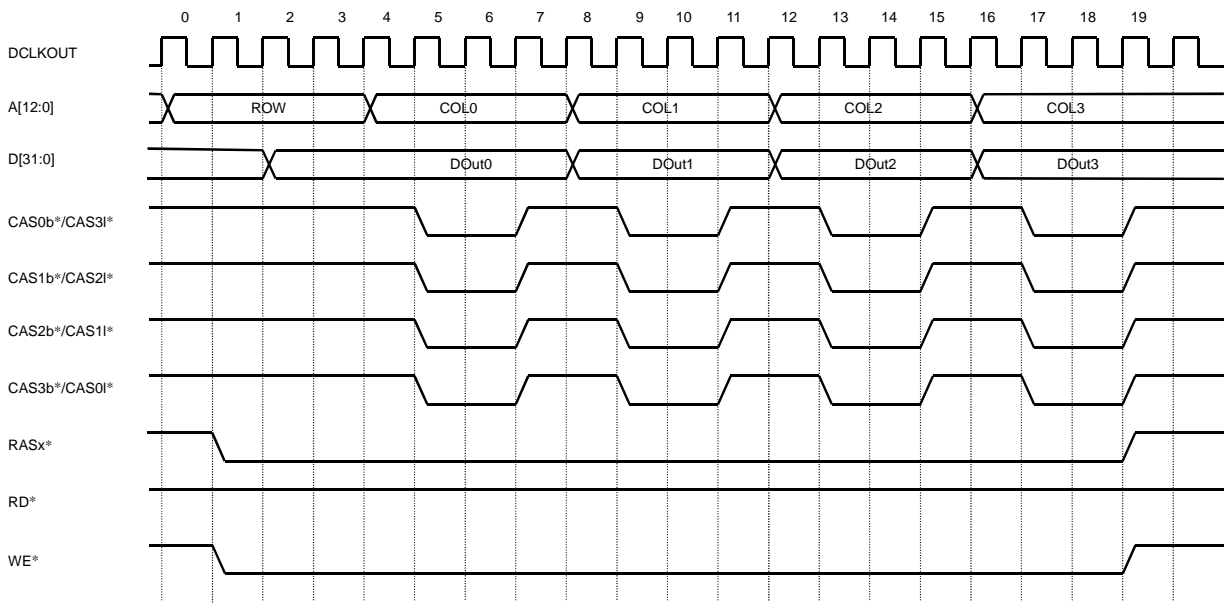 0 1 2 3 4 5 6 7 8 9 10 11 12 13 14 15 16 17 18 19
DCLKOUT
A[12:0] ROW COL0 COL1 COL2 COL3
D[31:0] DOut0 DOut1 DOut2 DOut3
CAS0b*/CAS3l*
CAS1b*/CAS2l*
CAS2b*/CAS1l*
CAS3b*/CAS0l*
RASx*
RD*
WE*